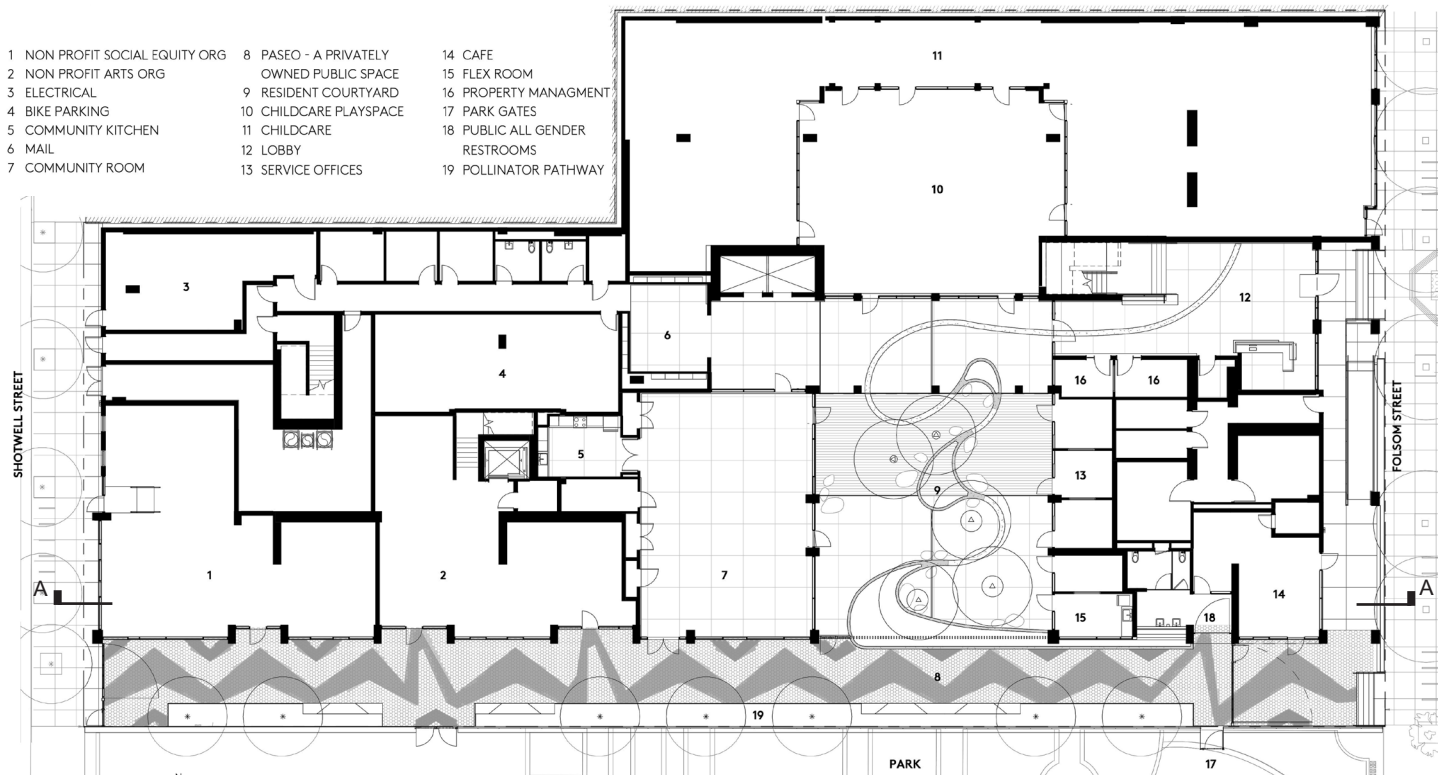 1 NON PROFIT SOCIAL EQUITY ORG
2 NON PROFIT ARTS ORG
3 ELECTRICAL
4 BIKE PARKING
5 COMMUNITY KITCHEN
6 MAIL
7 COMMUNITY ROOM
8 PASEO - A PRIVATELY
OWNED PUBLIC SPACE
9 RESIDENT COURTYARD
10 CHILDCARE PLAYSPACE
11 CHILDCARE
12 LOBBY
13 SERVICE OFFICES
14 CAFE
15 FLEX ROOM
16 PROPERTY MANAGMENT
17 PARK GATES
18 PUBLIC ALL GENDER
RESTROOMS
19 POLLINATOR PATHWAY
11
10
3
12
6
4
16
16
SHOTWELL STREET
FOLSOM STREET
5
13
9
1
2
7
A
A
14
15
18
8
19
PARK
17